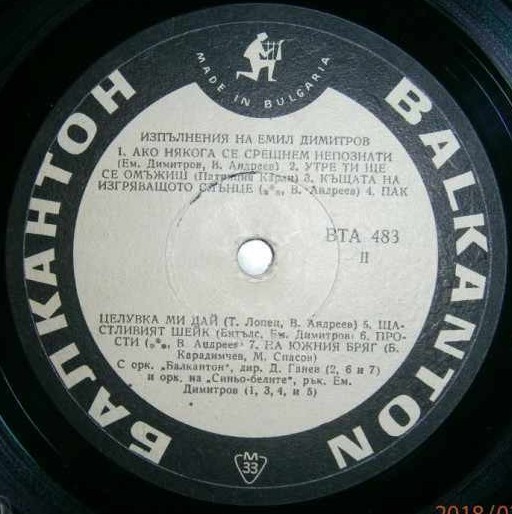 MADE IN BULGARIA
БАЛКАНТОН
BALKANTON
ИЗПЪЛНЕНИЯ НА ЕМИЛ ДИМИТРОВ
1. АКО НЯКОГА СЕ СРЕЩНЕМ НЕПОЗНАТИ
(Ем. Димитров, В. Андреев) 2. УТРЕ ТИ ЩЕ
СЕ ОМЪЖИШ (Патриция Карли) 3. КЪЩАТА НА
ИЗГРЯВАЩОТО СЛЪНЦЕ („*„, В. Андреев) 4. ПАК
ВТА 483
II
ЦЕЛУВКА МИ ДАЙ (Т. Лопец, В. Андреев) 5. ЩА-
СТЛИВИЯТ ШЕЙК (Битълс, Ем. Димитров) 6. ПРО-
СТИ („*„, В. Андреев) 7. НА ЮЖНИЯ БРЯГ (Б.
Карадимчев, М. Спасов)
С орк. „Балкантон“, дир. Д. Ганев (2, 6 и 7)
и орк. на „Синьо-белите“, рък. Ем.
Димитров (1, 3, 4, и 5)
М
33